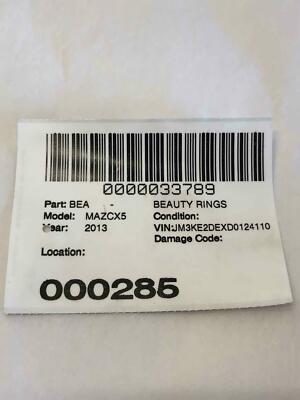 0000033789
Part: BEA - BEAUTY RINGS
Model: MAZCX5 Condition:
Year: 2013 VIN:JM3KE2DEXD0124110
Damage Code:
Location:
000285